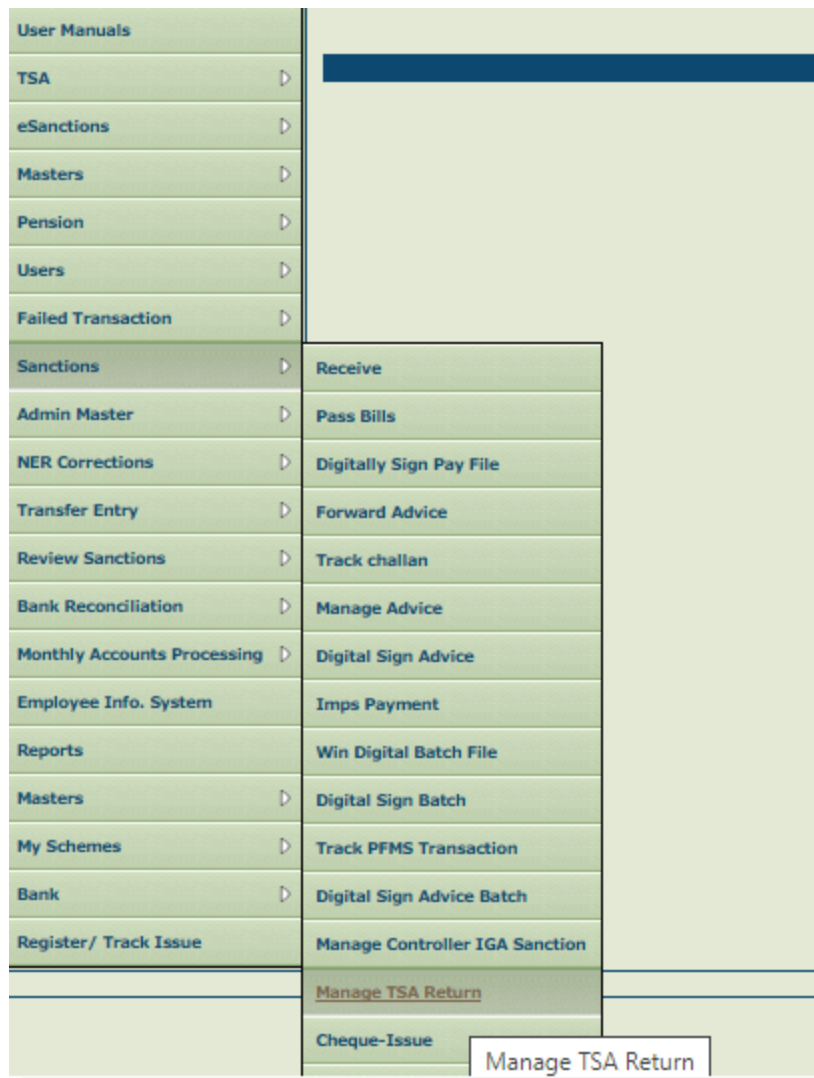 User Manuals
TSA
eSanctions
Masters
Pension
Users
Failed Transaction
Sanctions
Admin Master
NER Corrections
Transfer Entry
Review Sanctions
Bank Reconciliation
Monthly Accounts Processing
Employee Info. System
Reports
Masters
My Schemes
Bank
Register/ Track Issue
Receive
Pass Bills
Digitally Sign Pay File
Forward Advice
Track challan
Manage Advice
Digital Sign Advice
Imps Payment
Win Digital Batch File
Digital Sign Batch
Track PFMS Transaction
Digital Sign Advice Batch
Manage Controller IGA Sanction
Manage TSA Return
Cheque-Issue
Manage TSA Return